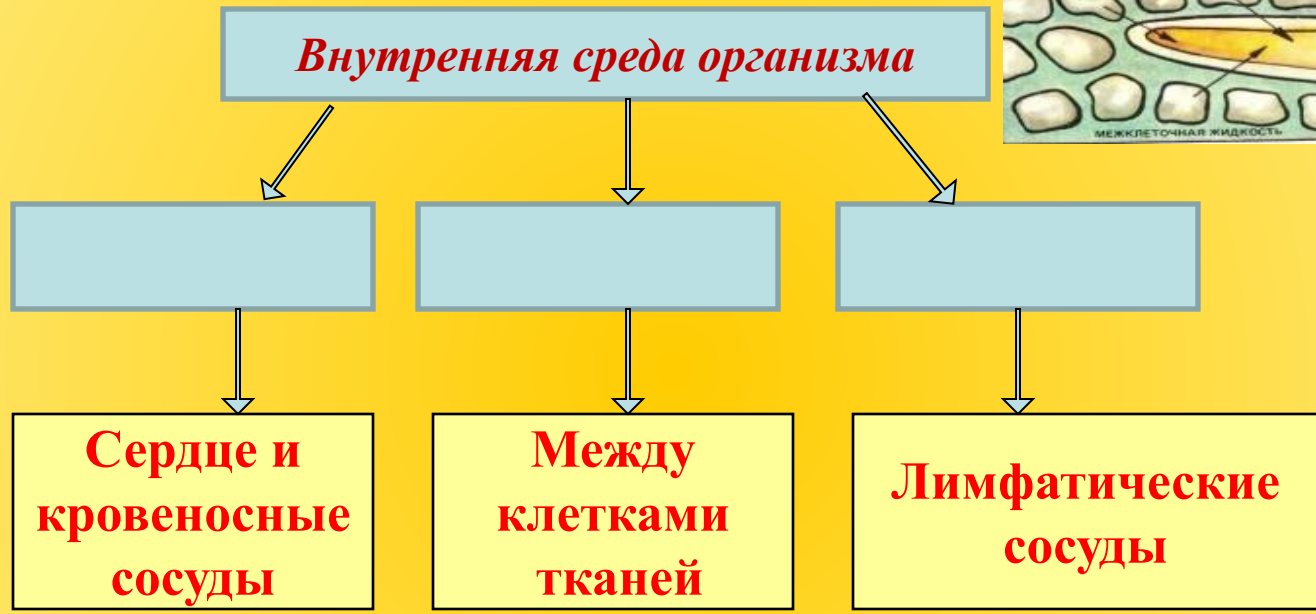 Внутренняя среда организма
МЕЖКЛЕТОЧНАЯ ЖИДКОСТЬ
Сердце и
кровеносные
сосуды
Между
клетками
тканей
Лимфатические
сосуды